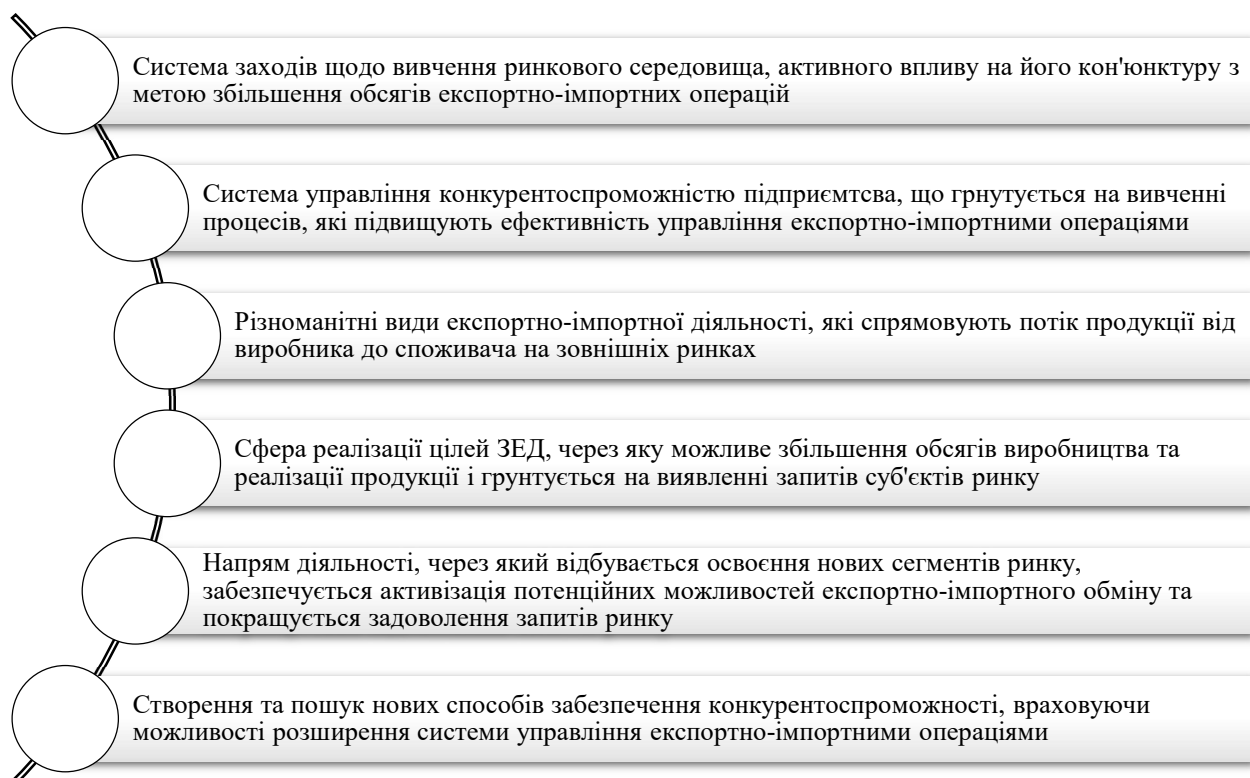 Система заходів щодо вивчення ринкового середовища, активного впливу на його кон'юнктуру з
метою збільшення обсягів експортно-імпортних операцій
Система управління конкурентоспроможністю підприємтсва, що грнутується на вивченні
процесів, які підвищують ефективність управління експортно-імпортними операціями
Різноманітні види експортно-імпортної діяльності, які спрямовують потік продукції від
виробника до споживача на зовнішніх ринках
Сфера реалізації цілей ЗЕД, через яку можливе збільшення обсягів виробництва та
реалізації продукції і грунтується на виявленні запитів суб'єктів ринку
Напрям діяльності, через який відбувається освоєння нових сегментів ринку,
забезпечується активізація потенційних можливостей експортно-імпортного обміну та
покращується задоволення запитів ринку
Створення та пошук нових способів забезпечення конкурентоспроможності, враховуючи
можливості розширення системи управління експортно-імпортними операціями